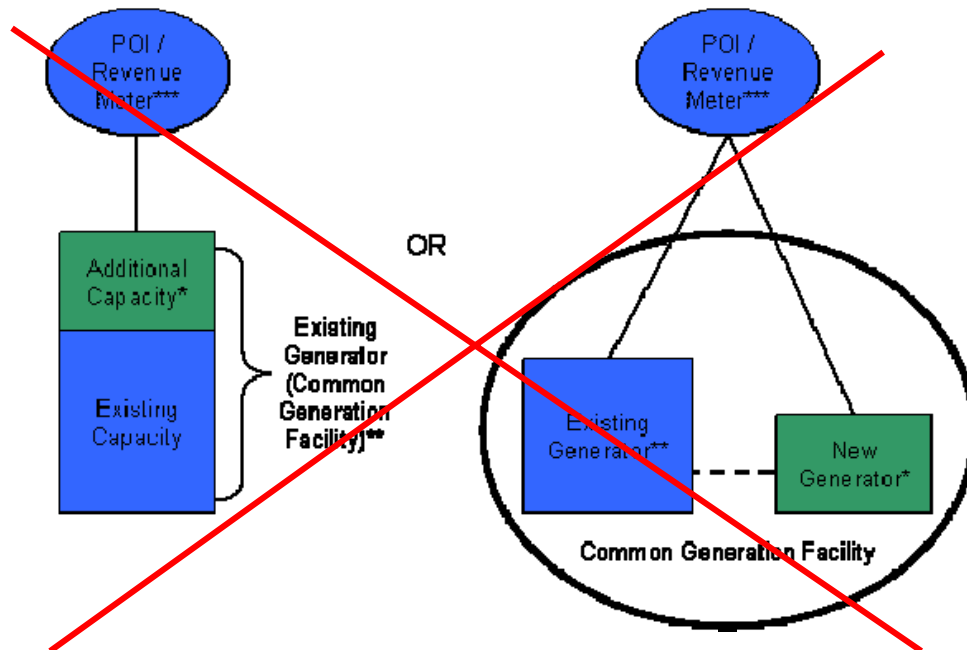 POI /
Revenue
Meter***
Additional
Capacity*
Existing
Capacity
Existing
Generator
(Common
Generation
Facility)**
OR
POI /
Revenue
Meter***
Existing
Generator**
New
Generator*
Common Generation Facility